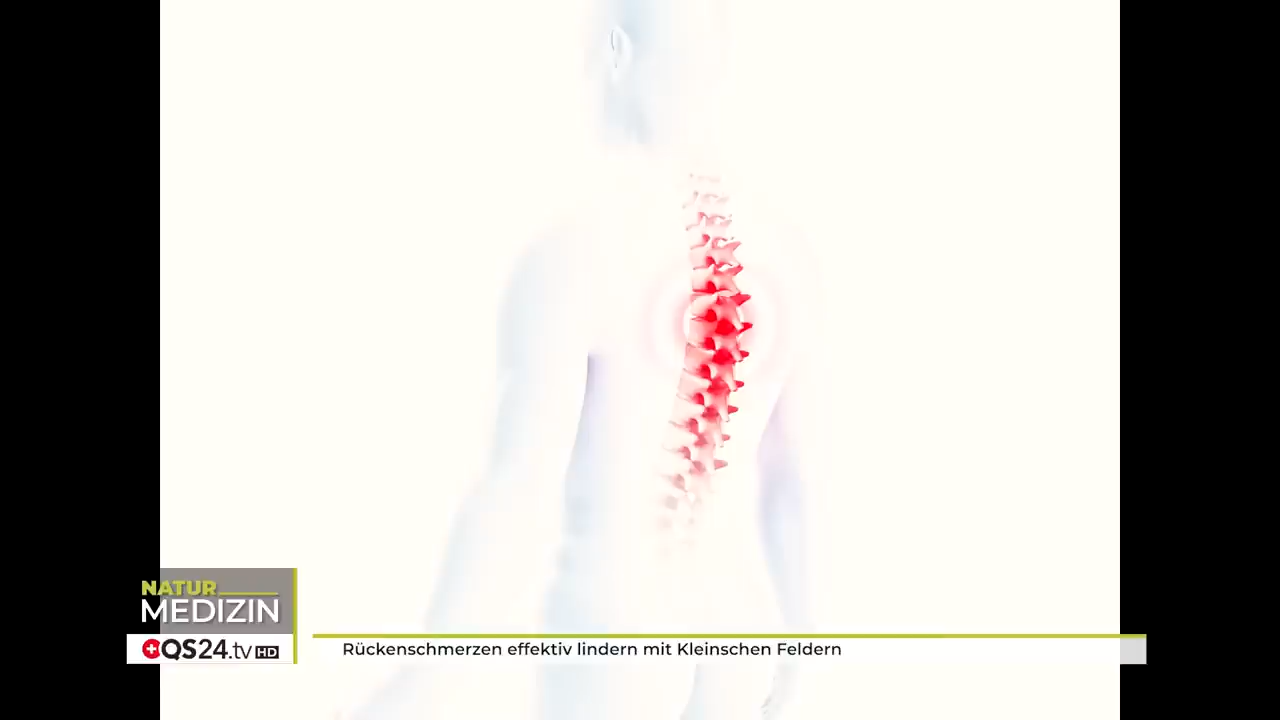 NATUR
MEDIZIN
QS24.tv HD
Rückenschmerzen effektiv lindern mit Kleinschen Feldern